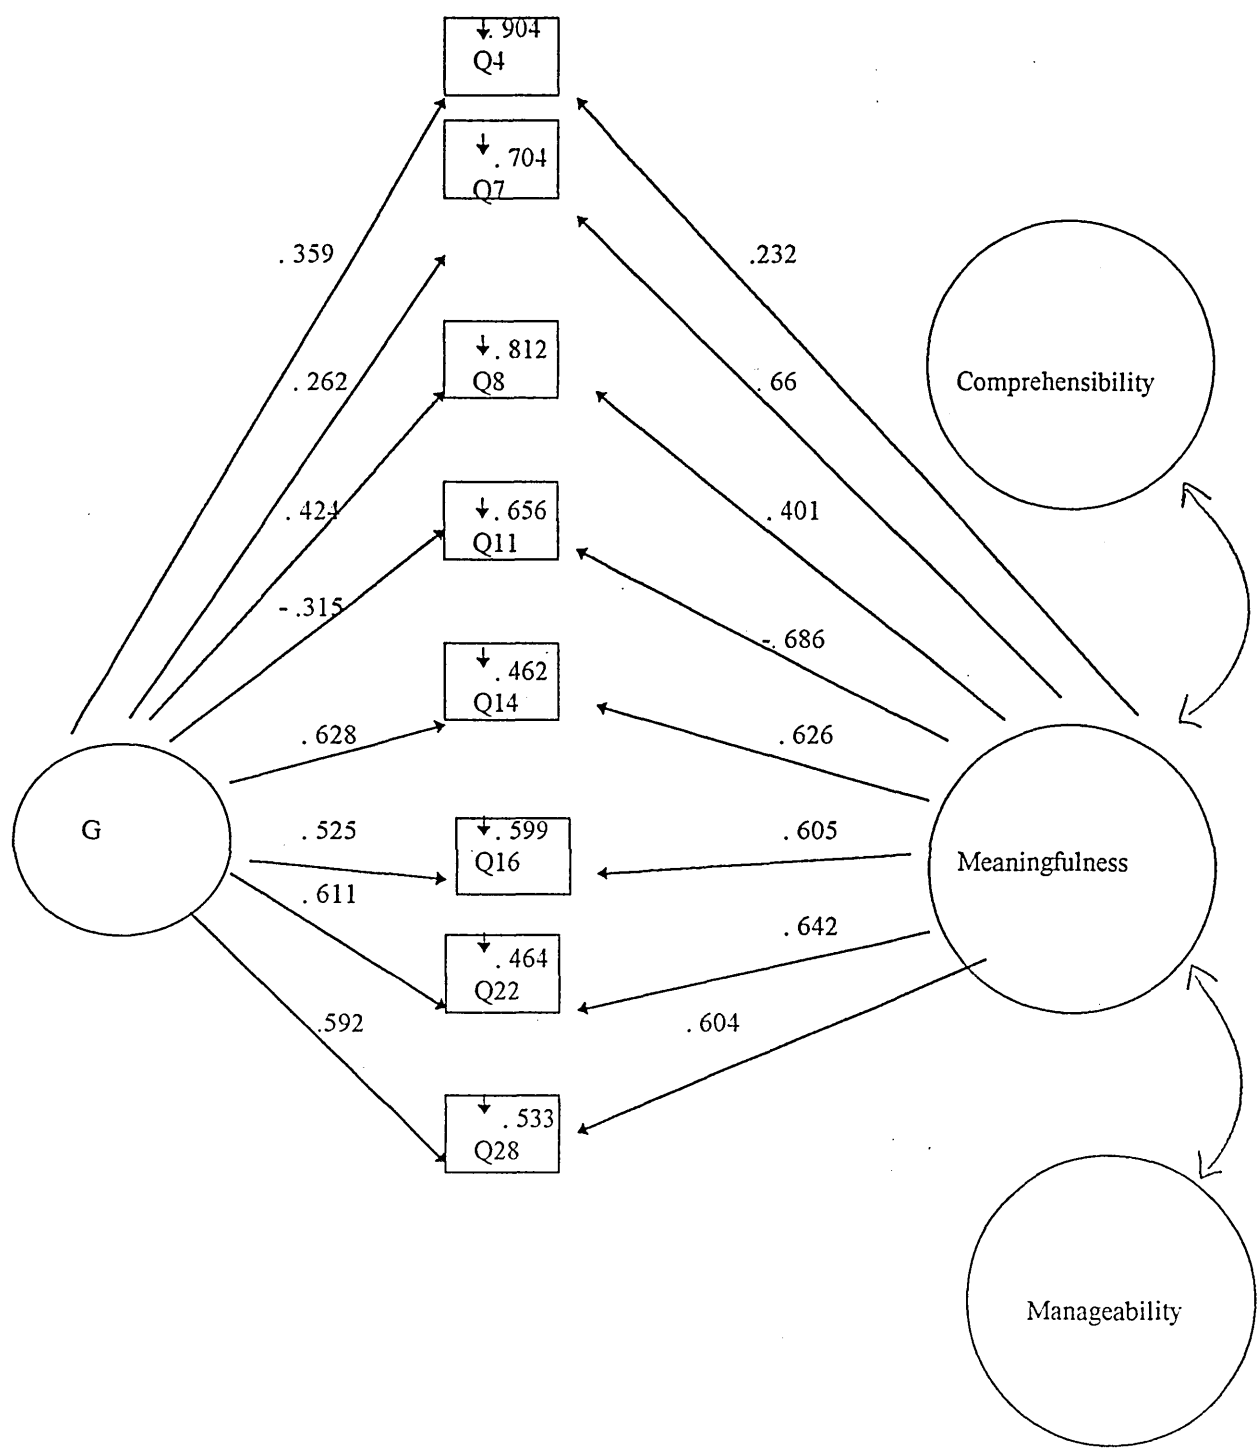 . 904
Q4
. 704
Q7
. 359
.232
. 812
Q8
. 262
. 66
Comprehensibility
. 424
. 656
Q11
. 401
- .315
-. 686
. 462
Q14
. 628
. 626
G
. 525
. 599
Q16
. 605
Meaningfulness
. 611
. 642
. 464
Q22
.592
. 604
. 533
Q28
Manageability